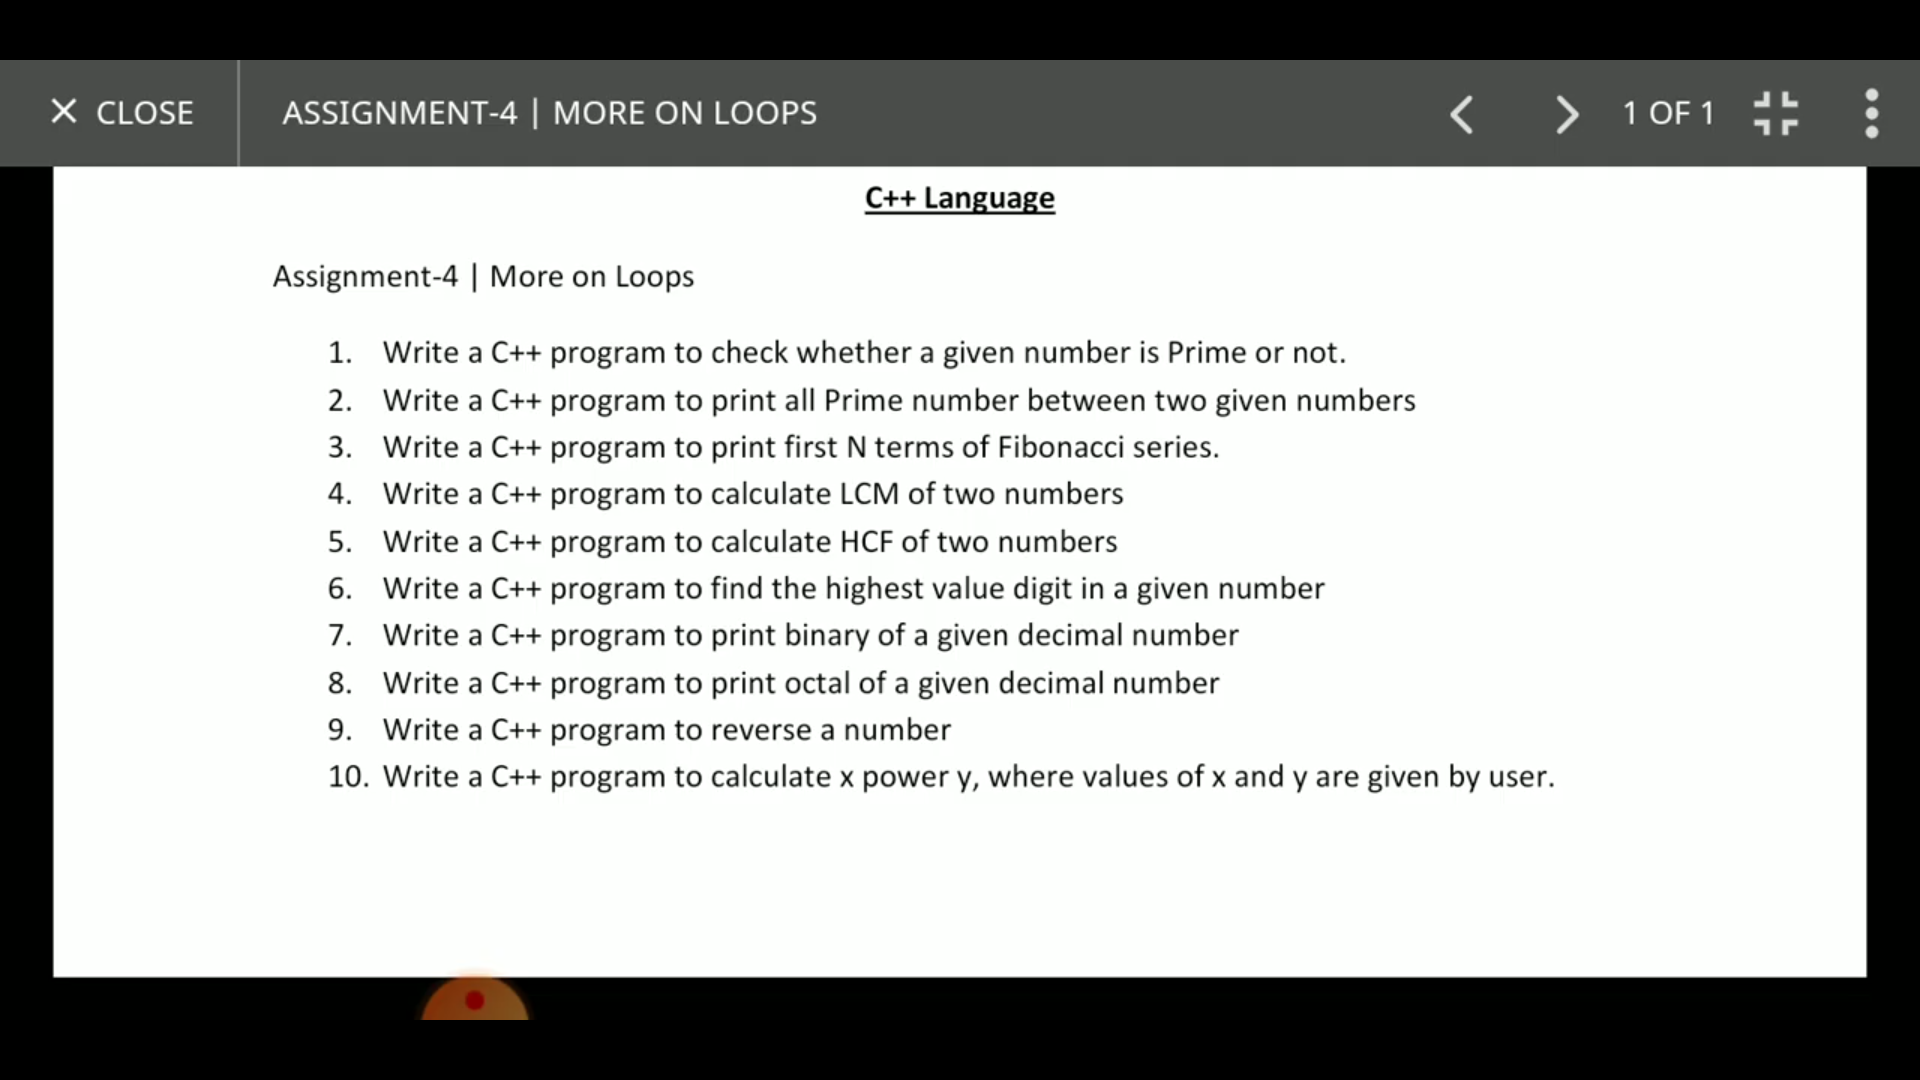 CLOSE
ASSIGNMENT-4 | MORE ON LOOPS
1 OF 1
C++ Language
Assignment-4 | More on Loops
1. Write a C++ program to check whether a given number is Prime or not.
2. Write a C++ program to print all Prime number between two given numbers
3. Write a C++ program to print first N terms of Fibonacci series.
4. Write a C++ program to calculate LCM of two numbers
5. Write a C++ program to calculate HCF of two numbers
6. Write a C++ program to find the highest value digit in a given number
7. Write a C++ program to print binary of a given decimal number
8. Write a C++ program to print octal of a given decimal number
9. Write a C++ program to reverse a number
10. Write a C++ program to calculate x power y, where values of x and y are given by user.